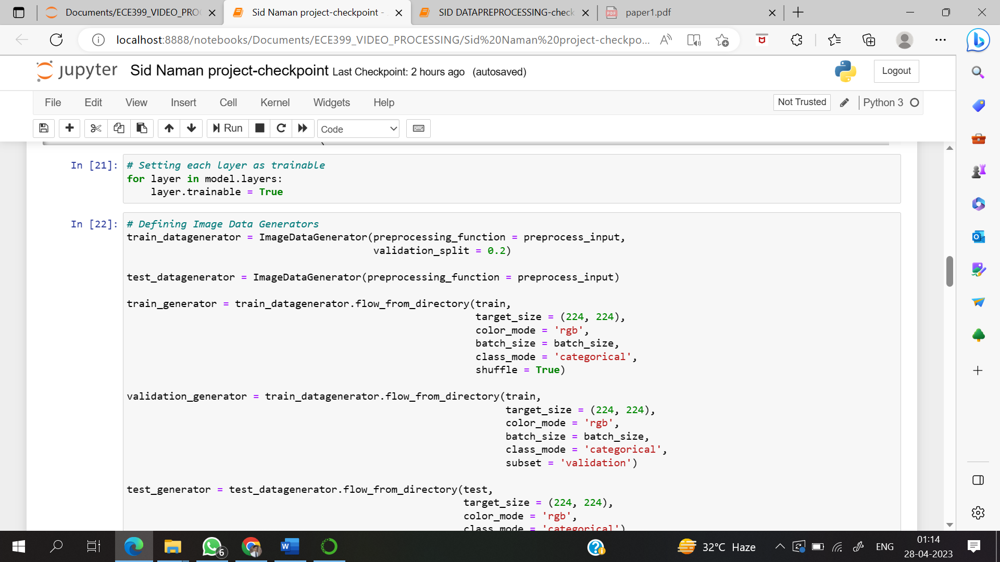 Documents/ECE399_VIDEO_PRO
Sid Naman project-checkpoint -
SID DATAPREPROCESSING-check
paper1.pdf
localhost:8888/notebooks/Documents/ECE399_VIDEO_PROCESSING/Sid%20Naman%20project-checkpo...
jupyter
Sid Naman project-checkpoint Last Checkpoint: 2 hours ago (autosaved)
Logout
File Edit View Insert Cell Kernel Widgets Help
Not Trusted
Python 3
Run
Code
In [21]:
# Setting each layer as trainable
for layer in model.layers:
    layer.trainable = True
In [22]:
# Defining Image Data Generators
train_datagenerator = ImageDataGenerator(preprocessing_function = preprocess_input,
validation_split = 0.2)
test_datagenerator = ImageDataGenerator(preprocessing_function = preprocess_input)
train_generator = train_datagenerator.flow_from_directory(train,
target_size = (224, 224),
color_mode = 'rgb',
batch_size = batch_size,
class_mode = 'categorical',
shuffle = True)
validation_generator = train_datagenerator.flow_from_directory(train,
target_size = (224, 224),
color_mode = 'rgb',
batch_size = batch_size,
class_mode = 'categorical',
subset = 'validation')
test_generator = test_datagenerator.flow_from_directory(test,
target_size = (224, 224),
color_mode = 'rgb',
class_mode = 'categorical')
6
32°C Haze
ENG
01:14
28-04-2023